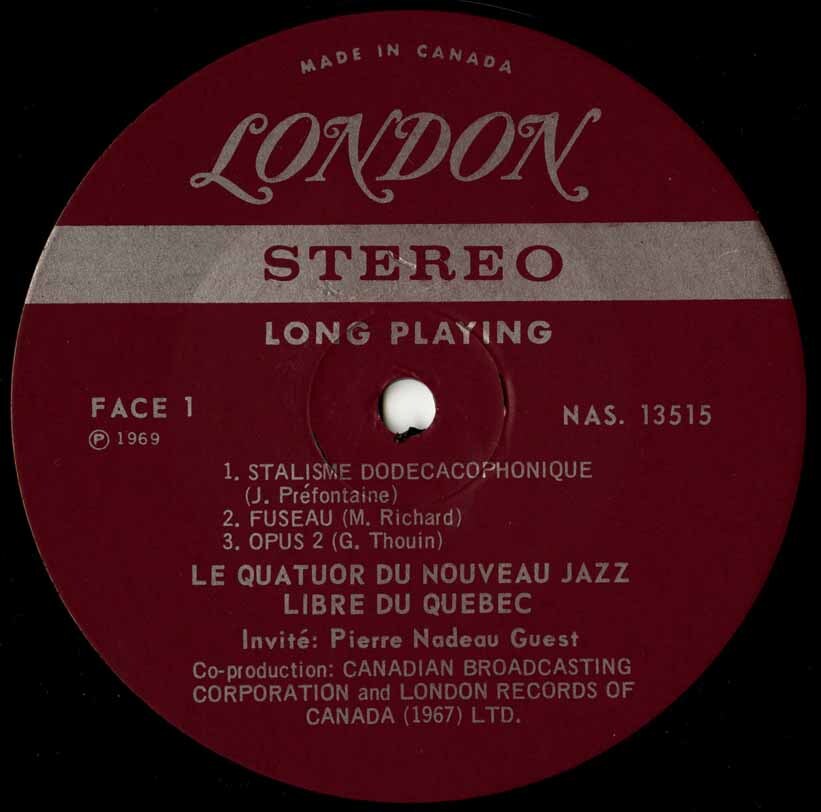 MADE IN CANADA
LONDON
STEREO
LONG PLAYING
FACE 1
NAS. 13515
Ⓟ 1969
1. STALISME DODECACOPHONIQUE
(J. Préfontaine)
2. FUSEAU (M. Richard)
3. OPUS 2 (G. Thouin)
LE QUATUOR DU NOUVEAU JAZZ
LIBRE DU QUEBEC
Invité: Pierre Nadeau Guest
Co-production: CANADIAN BROADCASTING
CORPORATION and LONDON RECORDS OF
CANADA (1967) LTD.